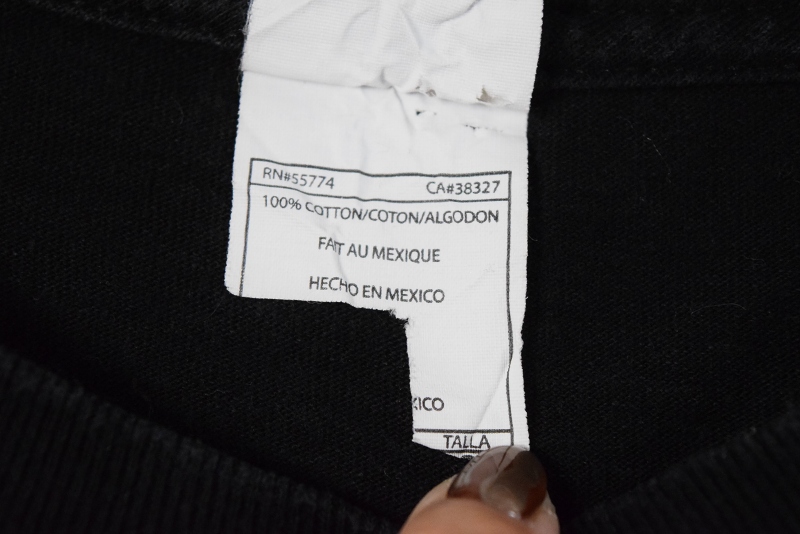 RN#55774 CA#38327
100% COTTON/COTON/ALGODON
FAIT AU MEXIQUE
HECHO EN MEXICO
XICO
TALLA